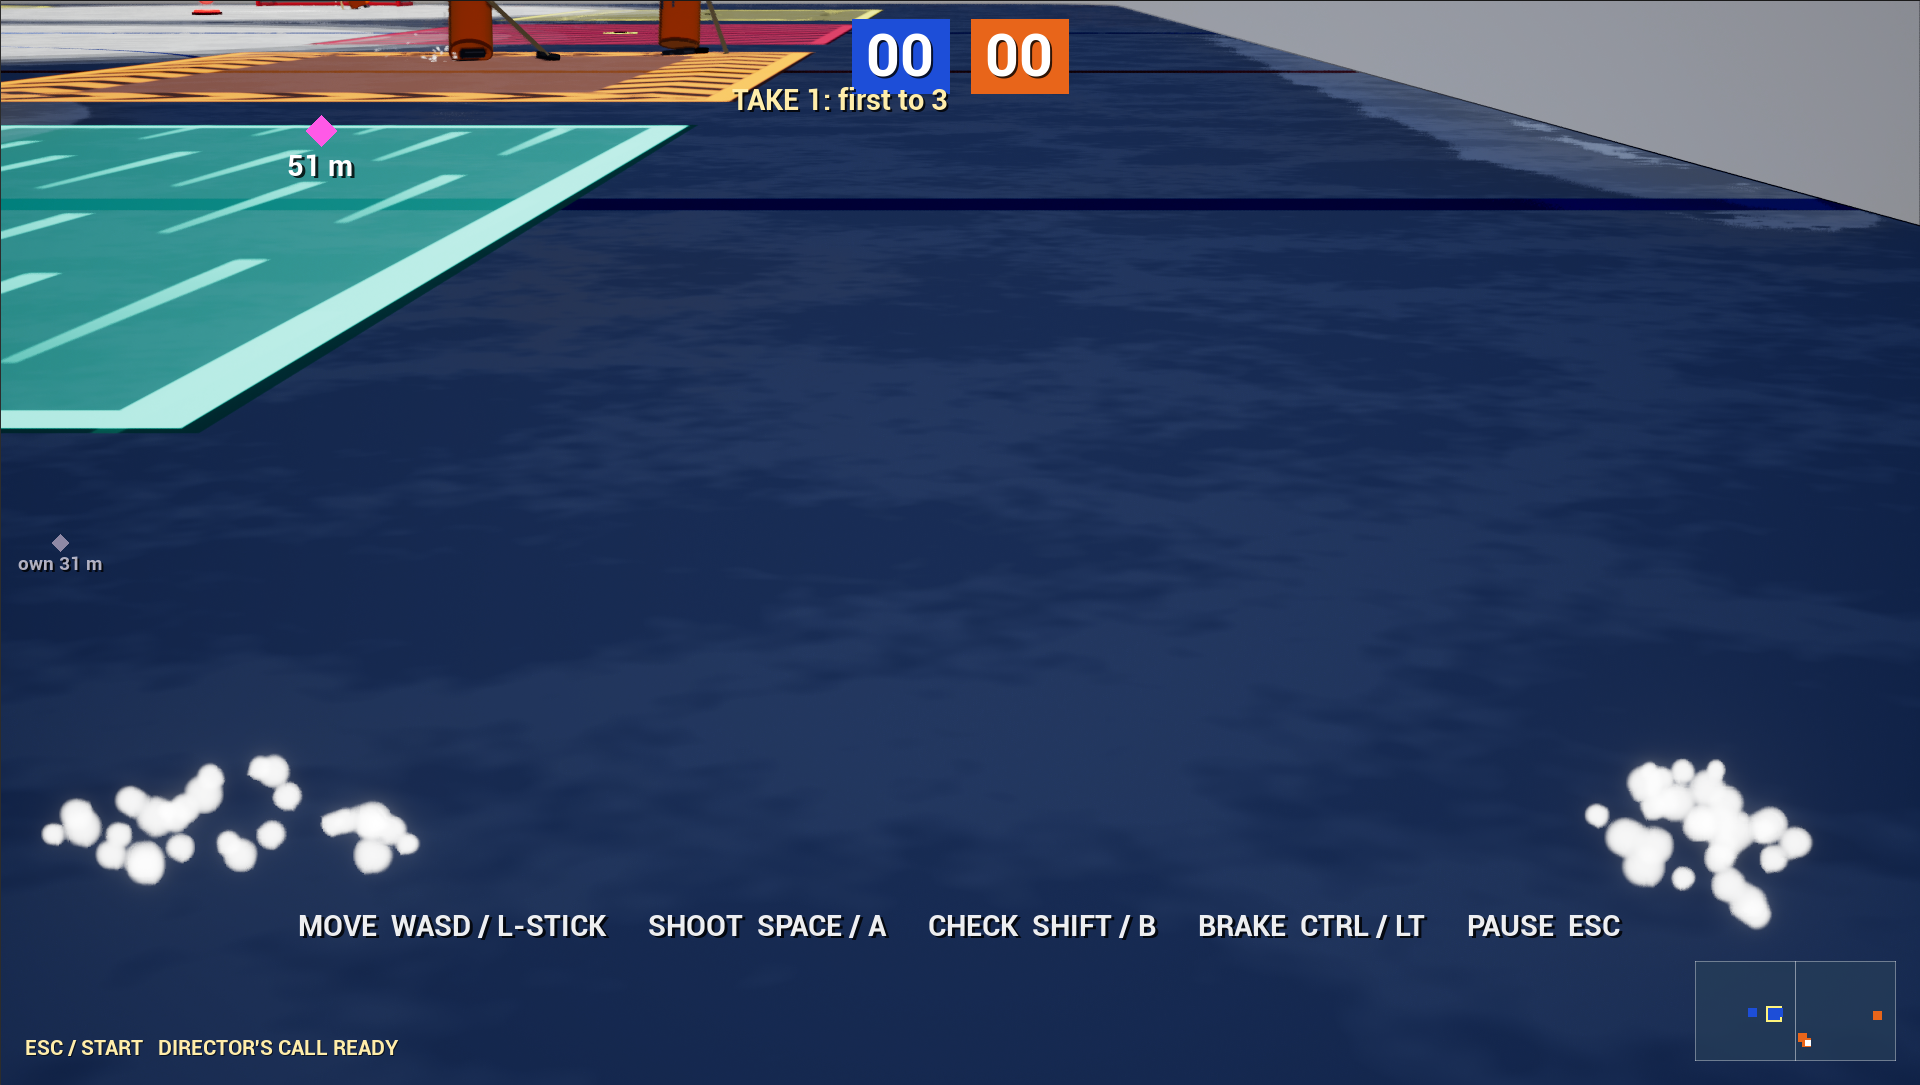 00 00
TAKE 1: first to 3
51 m
own 31 m
MOVE WASD / L-STICK SHOOT SPACE / A CHECK SHIFT / B BRAKE CTRL / LT PAUSE ESC
ESC / START DIRECTOR'S CALL READY